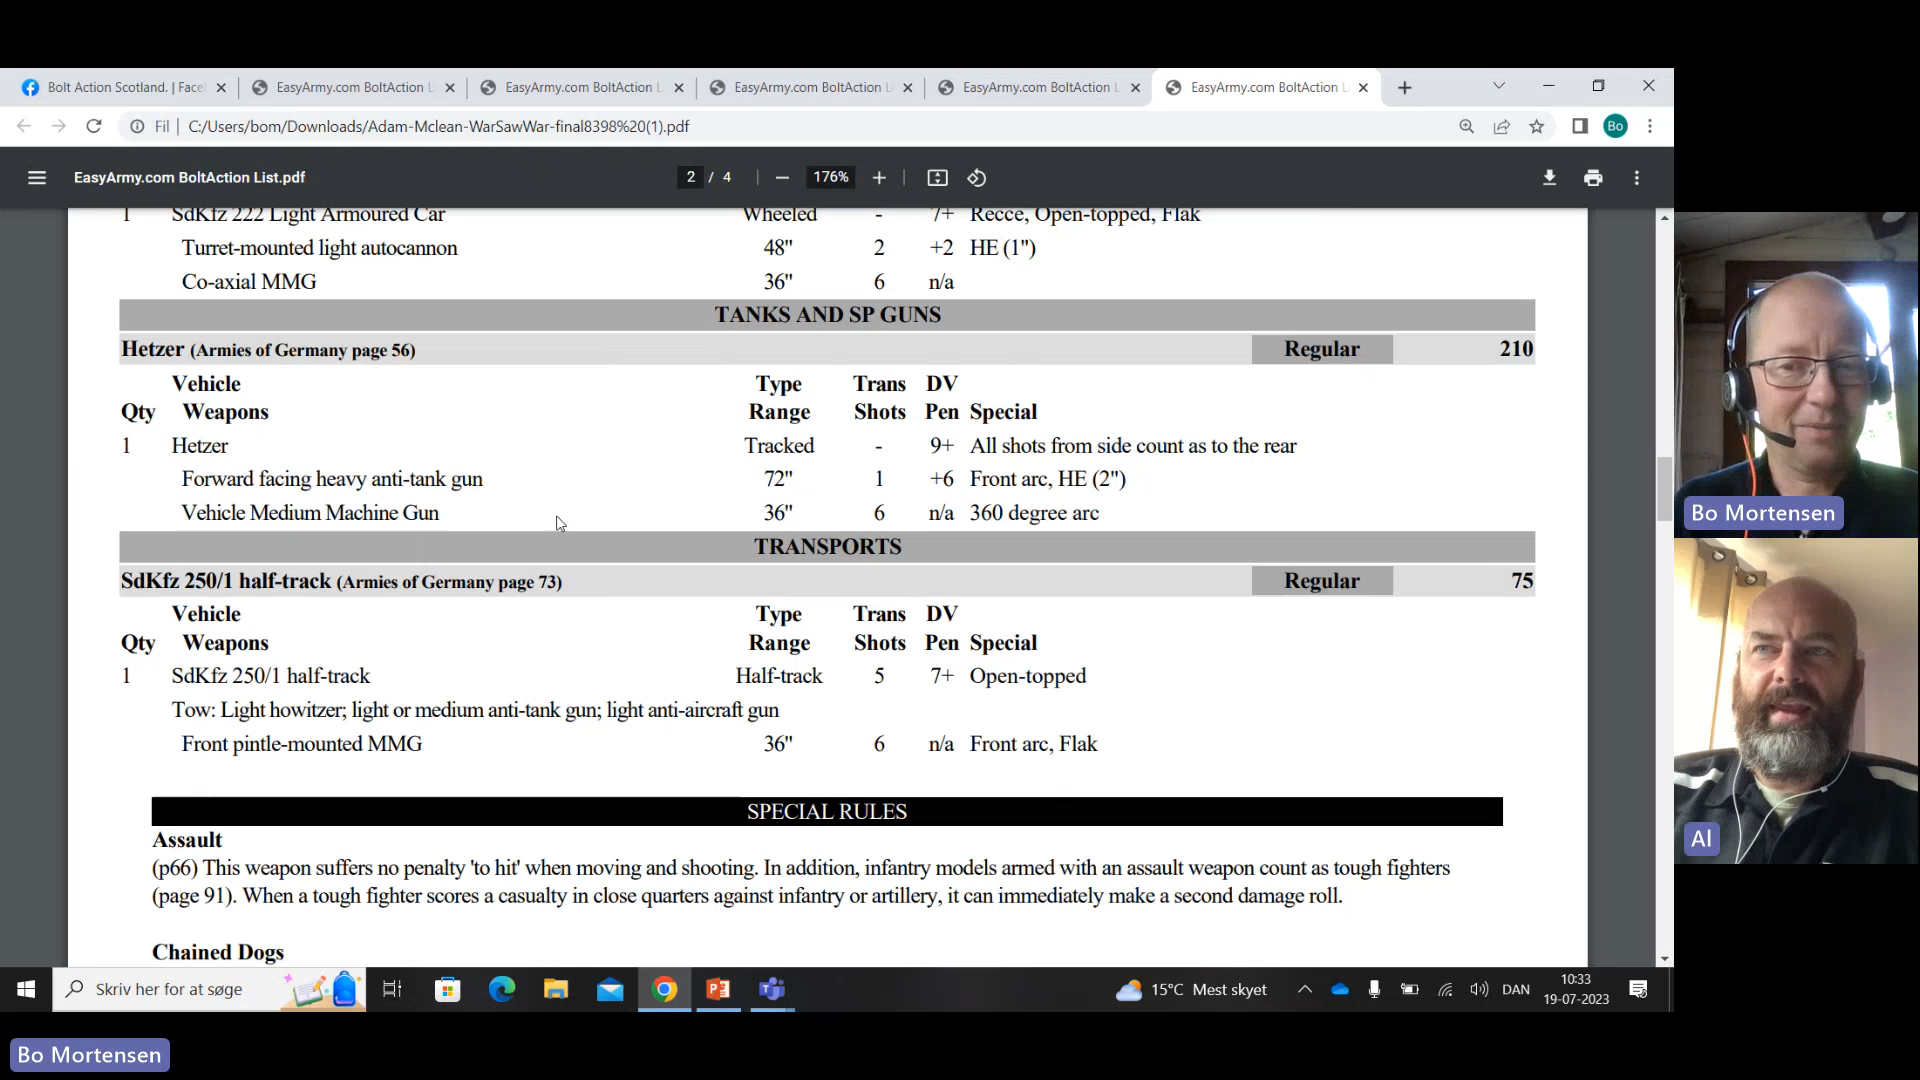 Bolt Action Scotland. | Face
EasyArmy.com BoltAction L
EasyArmy.com BoltAction L
EasyArmy.com BoltAction L
EasyArmy.com BoltAction L
EasyArmy.com BoltAction L
Fil | C:/Users/bom/Downloads/Adam-Mclean-WarSawWar-final8398%20(1).pdf
Bo
EasyArmy.com BoltAction List.pdf
2 / 4
176%
1 SdKfz 222 Light Armoured Car Wheeled - 7+ Recce, Open-topped, Flak
Turret-mounted light autocannon 48" 2 +2 HE (1")
Co-axial MMG 36" 6 n/a
TANKS AND SP GUNS
Hetzer (Armies of Germany page 56) Regular 210
Vehicle Type Trans DV
Qty Weapons Range Shots Pen Special
1 Hetzer Tracked - 9+ All shots from side count as to the rear
Forward facing heavy anti-tank gun 72" 1 +6 Front arc, HE (2")
Vehicle Medium Machine Gun 36" 6 n/a 360 degree arc
TRANSPORTS
SdKfz 250/1 half-track (Armies of Germany page 73) Regular 75
Vehicle Type Trans DV
Qty Weapons Range Shots Pen Special
1 SdKfz 250/1 half-track Half-track 5 7+ Open-topped
Tow: Light howitzer; light or medium anti-tank gun; light anti-aircraft gun
Front pintle-mounted MMG 36" 6 n/a Front arc, Flak
SPECIAL RULES
Assault
(p66) This weapon suffers no penalty 'to hit' when moving and shooting. In addition, infantry models armed with an assault weapon count as tough fighters
(page 91). When a tough fighter scores a casualty in close quarters against infantry or artillery, it can immediately make a second damage roll.
Chained Dogs
Skriv her for at søge
15°C Mest skyet
DAN
10:33
19-07-2023
Bo Mortensen
Al
Bo Mortensen